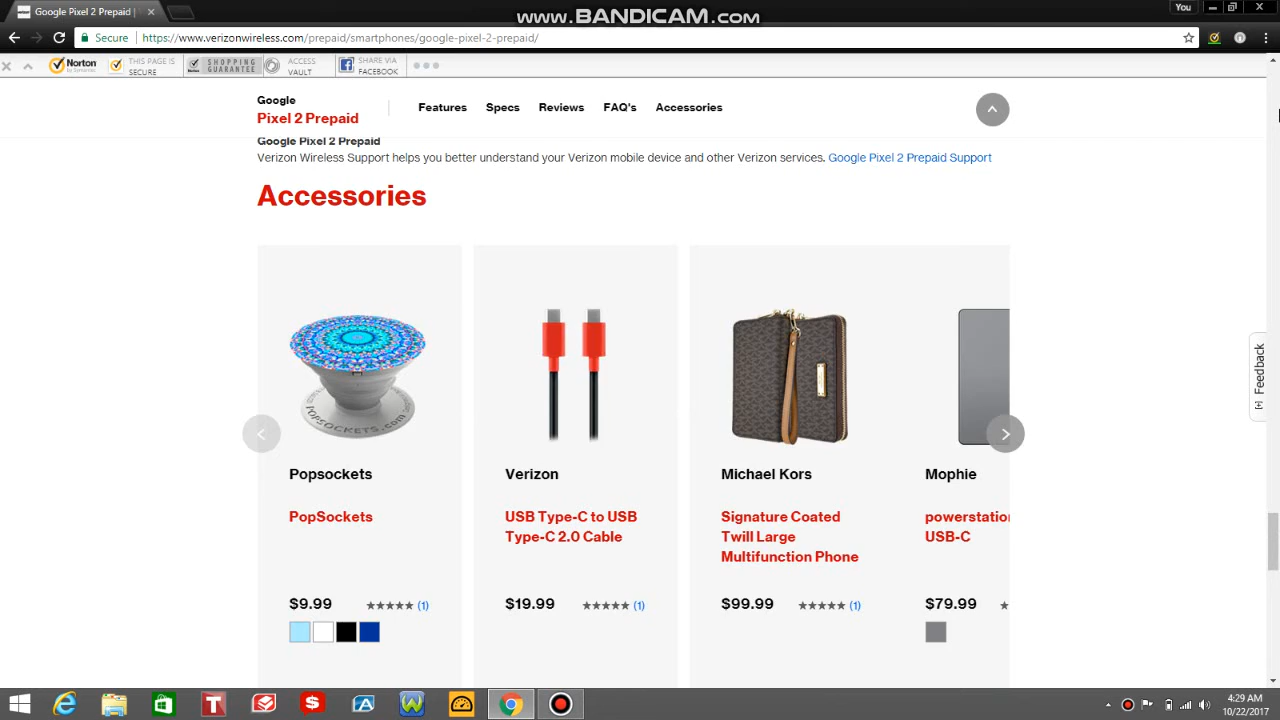 www.BANDICAM.com
Google Pixel 2 Prepaid |
You
Secure
https://www.verizonwireless.com/prepaid/smartphones/google-pixel-2-prepaid/
Norton
by Symantec
THIS PAGE IS
SECURE
SHOPPING
GUARANTEE
ACCESS
VAULT
SHARE VIA
FACEBOOK
Google
Pixel 2 Prepaid
Features Specs Reviews FAQ's Accessories
Google Pixel 2 Prepaid
Verizon Wireless Support helps you better understand your Verizon mobile device and other Verizon services. Google Pixel 2 Prepaid Support
Accessories
POPSOCKETS.com
Popsockets
PopSockets
$9.99 (1)
Verizon
USB Type-C to USB
Type-C 2.0 Cable
$19.99 (1)
Michael Kors
Signature Coated
Twill Large
Multifunction Phone
$99.99 (1)
Mophie
powerstation
USB-C
$79.99
[+] Feedback
4:29 AM
10/22/2017